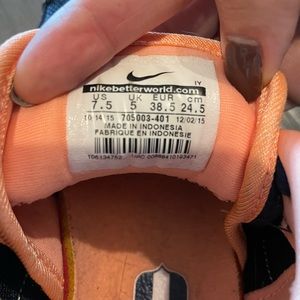 IY
nikebetterworld.com
US UK EUR cm
7.5 5 38.5 24.5
10/14/15 705003-401 12/02/15
MADE IN INDONESIA
FABRIQUE EN INDONESIE